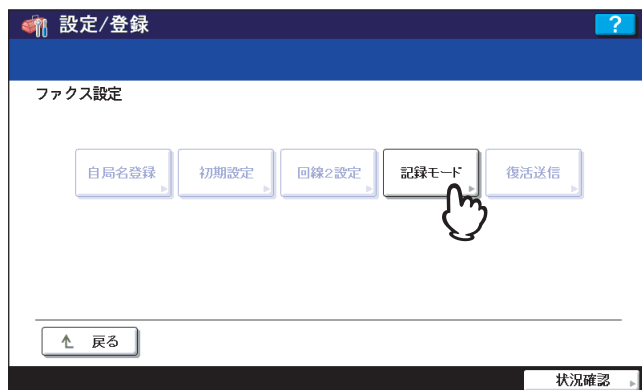 設定/登録
?
ファクス設定
自局名登録
初期設定
回線2設定
記録モード
復活送信
戻る
状況確認